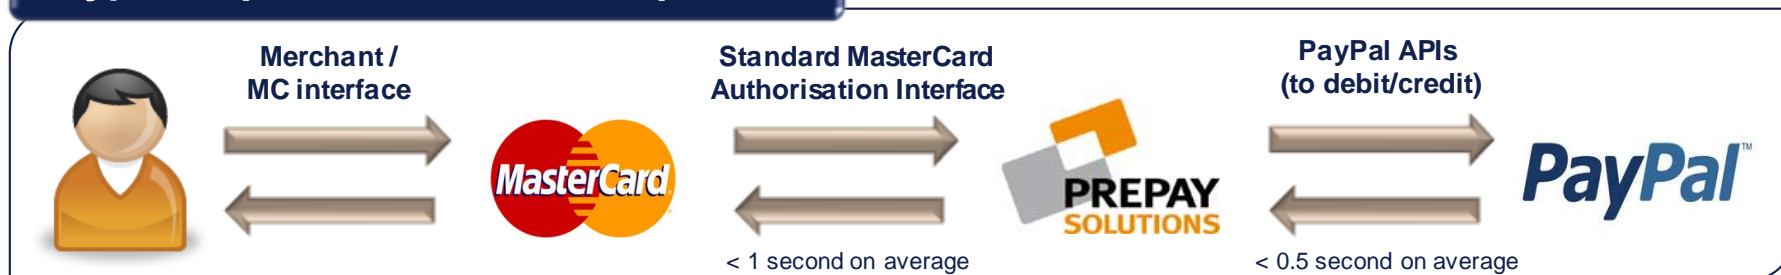 Merchant /
MC interface
Standard MasterCard
Authorisation Interface
PayPal APIs
(to debit/credit)
MasterCard
PREPAY
SOLUTIONS
PayPal™
< 1 second on average
< 0.5 second on average